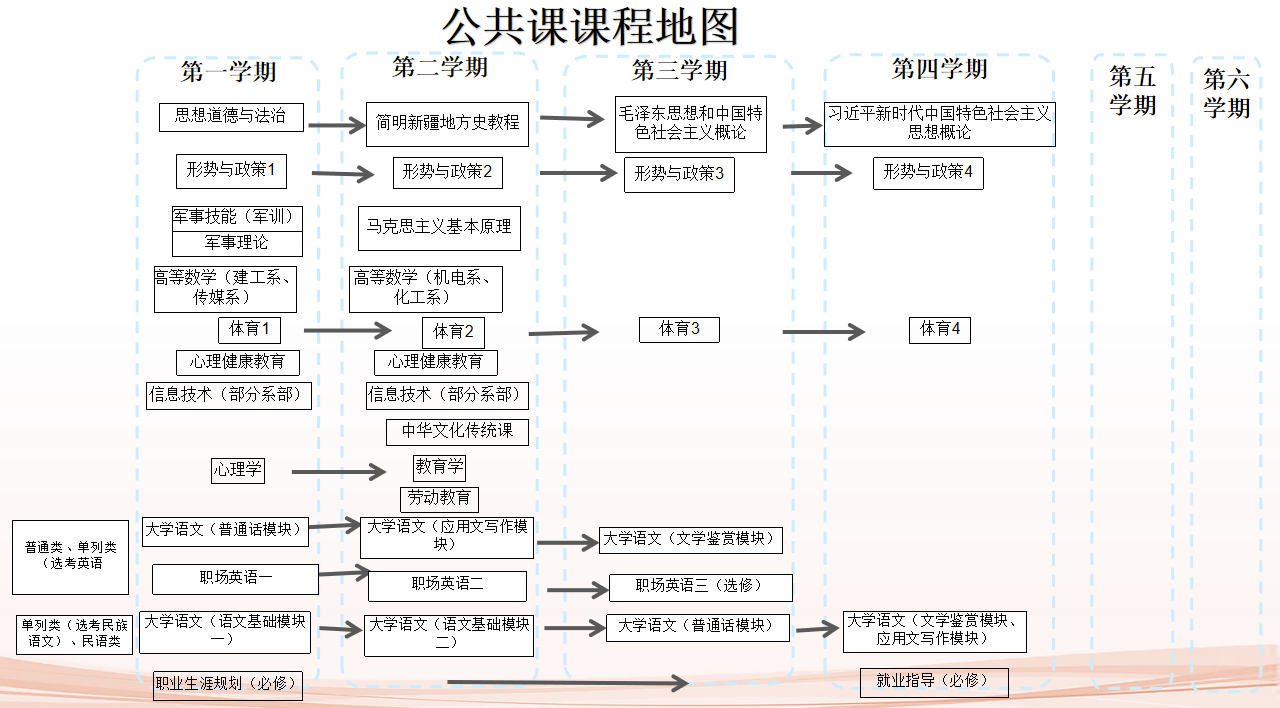 公共课课程地图
第一学期
第二学期
第三学期
第四学期
第五
学期
第六
学期
思想道德与法治
简明新疆地方史教程
毛泽东思想和中国特
色社会主义概论
习近平新时代中国特色社会主义
思想概论
形势与政策1
形势与政策2
形势与政策3
形势与政策4
军事技能（军训）
军事理论
马克思主义基本原理
高等数学（建工系、
传媒系）
高等数学（机电系、
化工系）
体育1
体育2
体育3
体育4
心理健康教育
心理健康教育
信息技术（部分系部）
信息技术（部分系部）
中华文化传统课
心理学
教育学
劳动教育
普通类、单列类
（选考英语
大学语文（普通话模块）
大学语文（应用文写作模
块）
大学语文（文学鉴赏模块）
职场英语一
职场英语二
职场英语三（选修）
单列类（选考民族
语文）、民语类
大学语文（语文基础模块
一）
大学语文（语文基础模块
二）
大学语文（普通话模块）
大学语文（文学鉴赏模块、
应用文写作模块）
职业生涯规划（必修）
就业指导（必修）